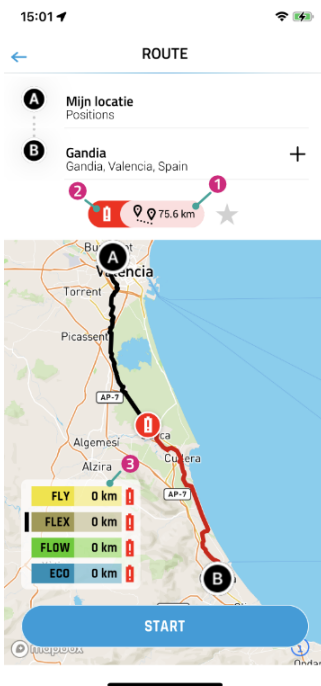 15:01
ROUTE
A
Mijn locatie
Positions
B
Gandia
Gandia, Valencia, Spain
2
1
75.6 km
A
Valencia
Torrent
Picassent
AP-7
Algemesí
Cullera
Alzira
3
AP-7
FLY 0 km
FLEX 0 km
FLOW 0 km
ECO 0 km
B
START
mapbox